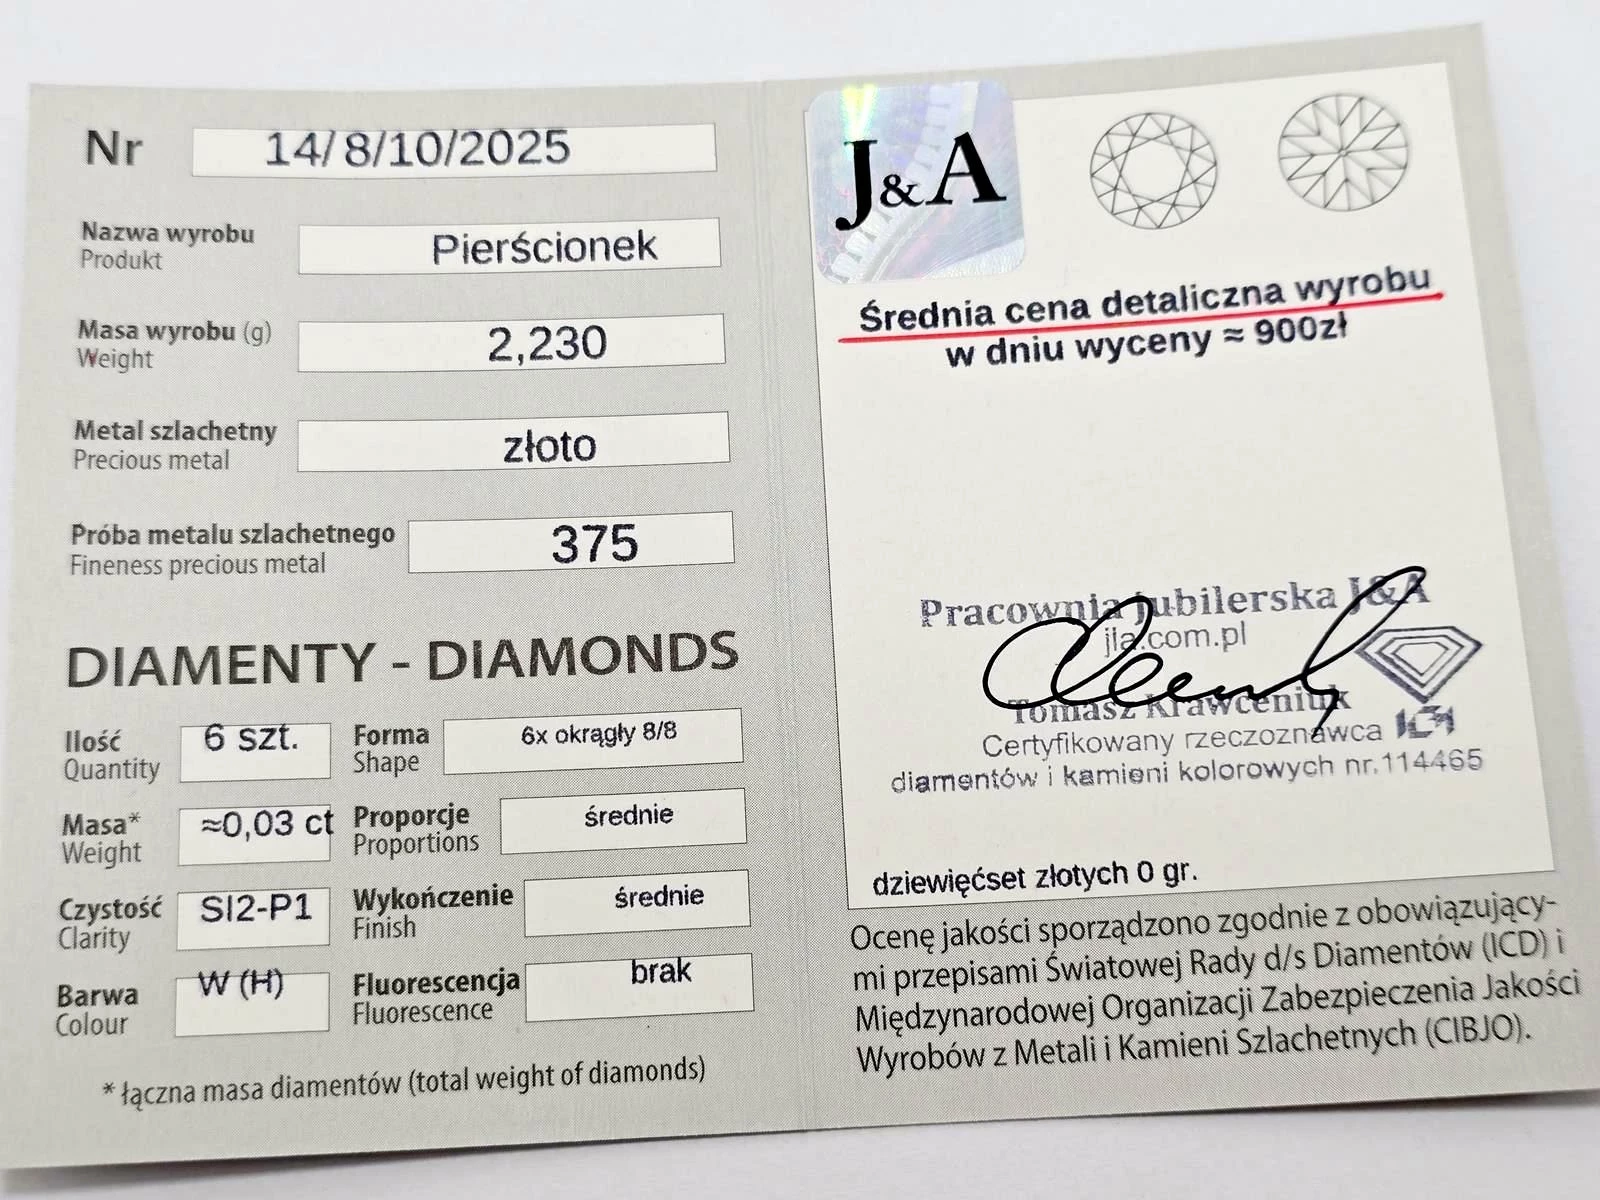 Nr 14/8/10/2025
Nazwa wyrobu Pierścionek
Produkt
Masa wyrobu (g) 2,230
Weight
Metal szlachetny złoto
Precious metal
Próba metalu szlachetnego 375
Fineness precious metal
DIAMENTY - DIAMONDS
Ilość 6 szt. Forma 6x okrągły 8/8
Quantity Shape
Masa* ≈0,03 ct Proporcje średnie
Weight Proportions
Czystość SI2-P1 Wykończenie średnie
Clarity Finish
Barwa W (H) Fluorescencja brak
Colour Fluorescence
* łączna masa diamentów (total weight of diamonds)
J&A
Średnia cena detaliczna wyrobu
w dniu wyceny ≈ 900zł
Pracownia Jubilerska J&A
jla.com.pl
Tomasz Krawceniuk
Certyfikowany rzeczoznawca
diamentów i kamieni kolorowych nr.114465
dziewięćset złotych 0 gr.
Ocenę jakości sporządzono zgodnie z obowiązujący-
mi przepisami Światowej Rady d/s Diamentów (ICD) i
Międzynarodowej Organizacji Zabezpieczenia Jakości
Wyrobów z Metali i Kamieni Szlachetnych (CIBJO).